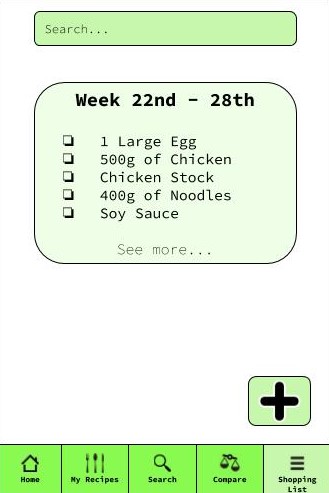 Search...
Week 22nd - 28th
1 Large Egg
500g of Chicken
Chicken Stock
400g of Noodles
Soy Sauce
See more...
Home
My Recipes
Search
Compare
Shopping
List